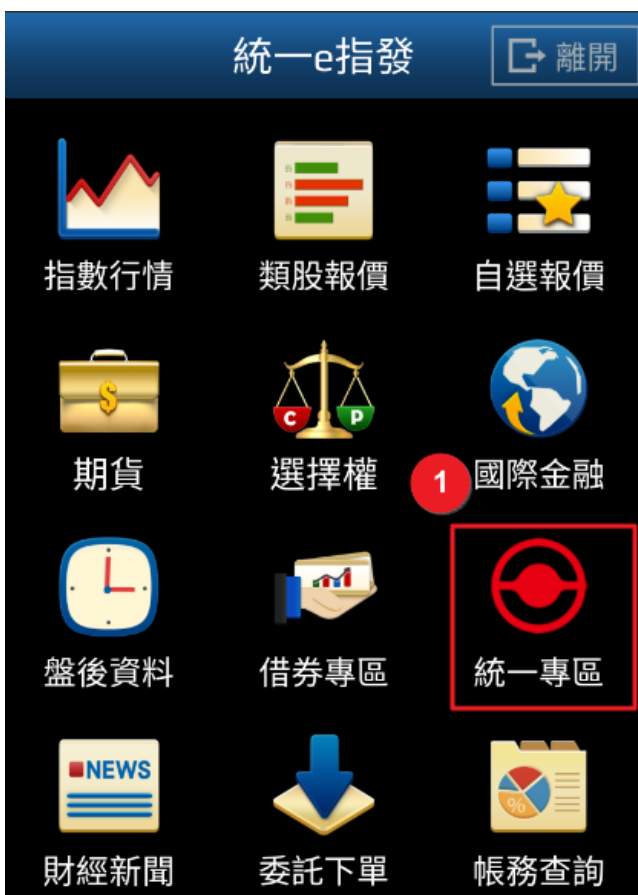 統一e指發
離開
指數行情
類股報價
自選報價
$
C
P
期貨
選擇權
1
國際金融
盤後資料
借券專區
統一專區
NEWS
%
財經新聞
委託下單
帳務查詢